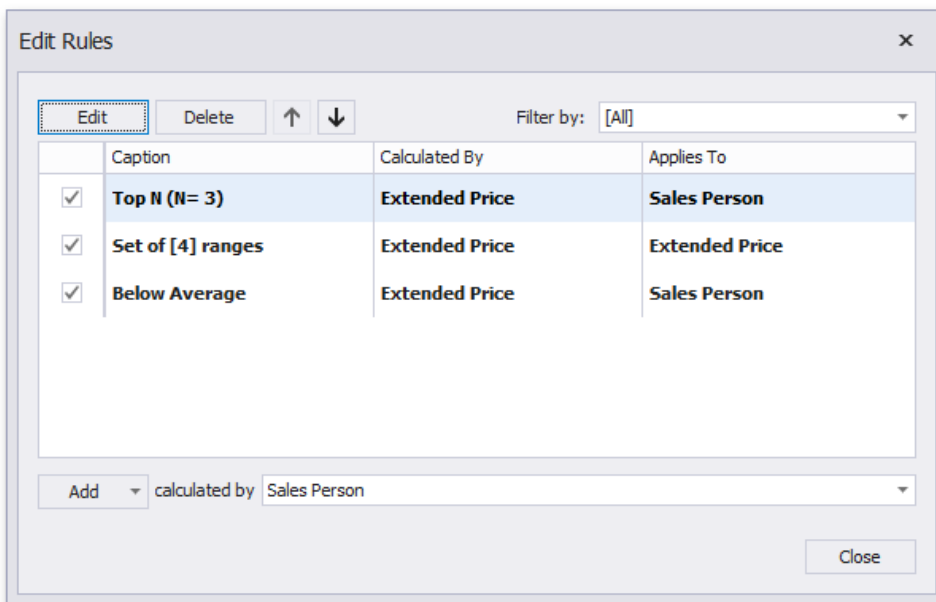 Edit Rules
Edit Delete Filter by: [All]
Caption Calculated By Applies To
Top N (N= 3) Extended Price Sales Person
Set of [4] ranges Extended Price Extended Price
Below Average Extended Price Sales Person
Add calculated by Sales Person
Close